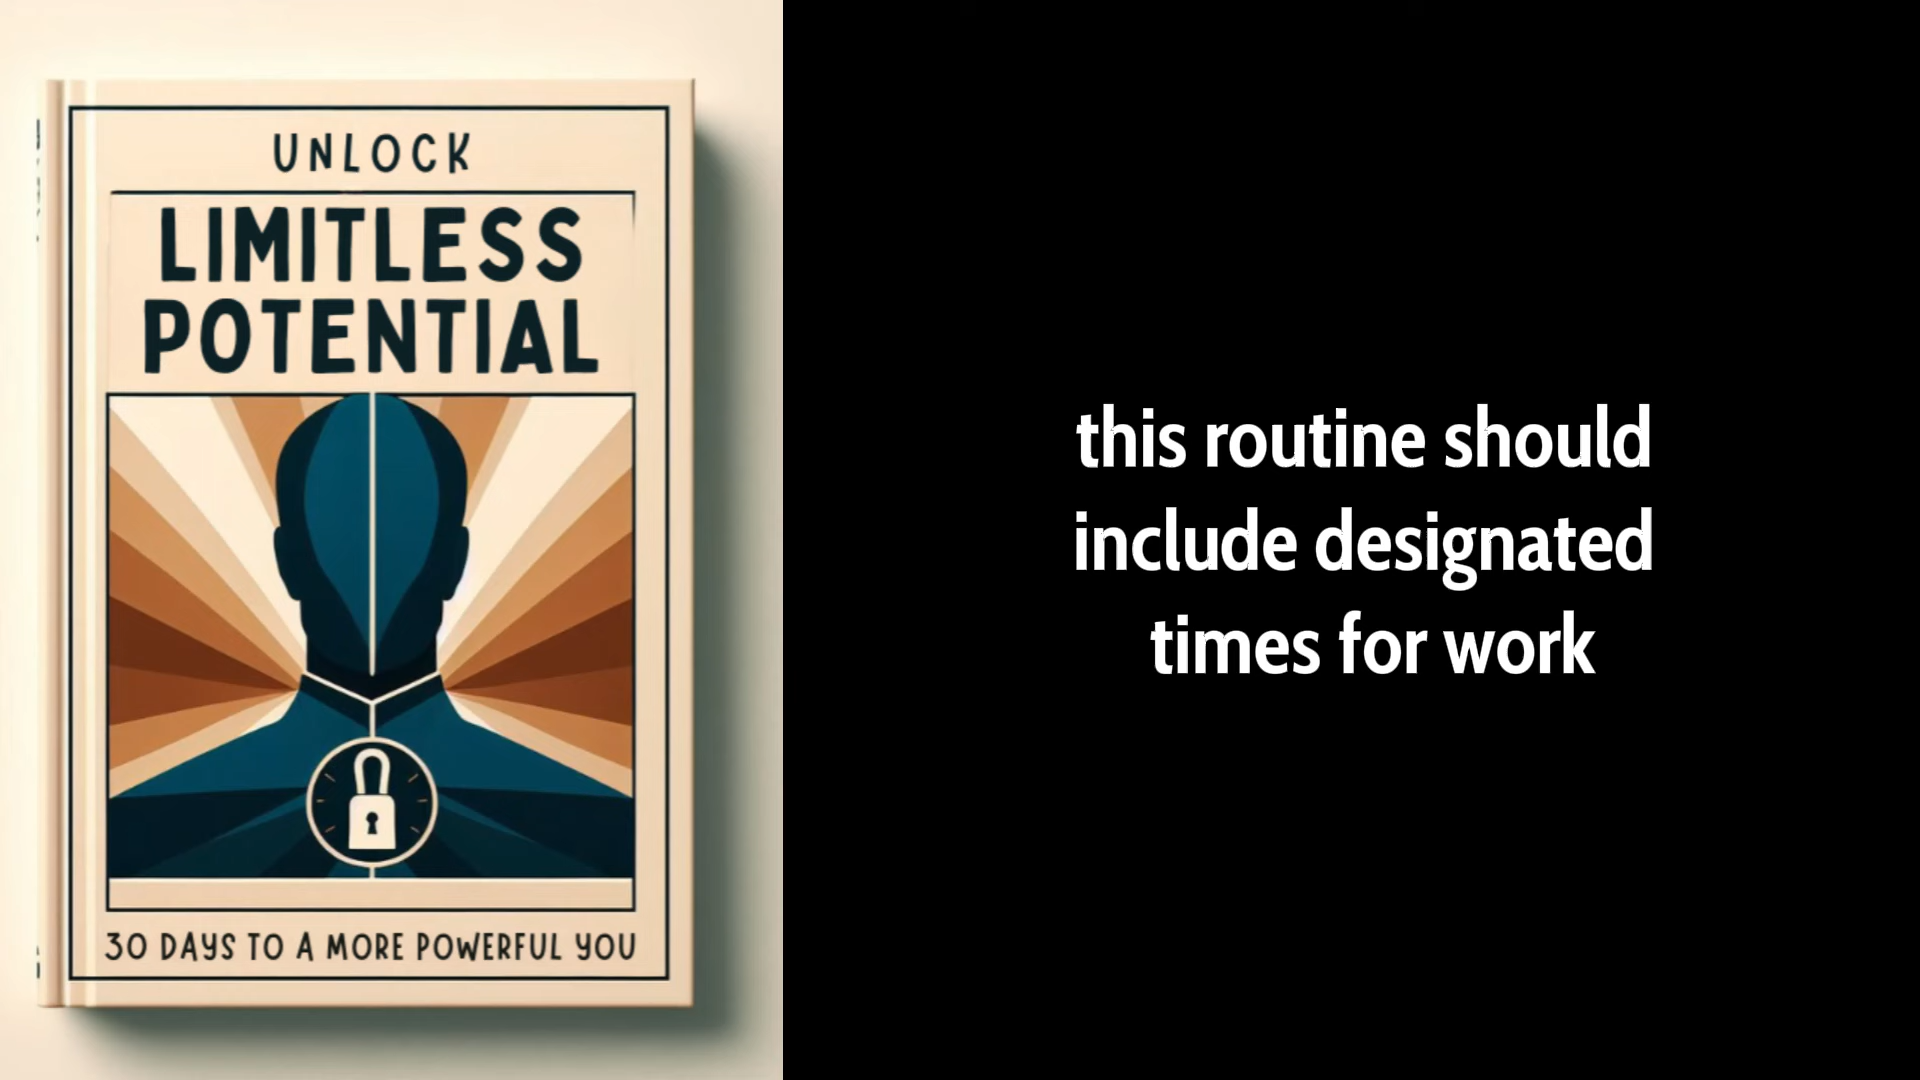 UNLOCK
LIMITLESS
POTENTIAL
30 DAYS TO A MORE POWERFUL YOU
this routine should
include designated
times for work